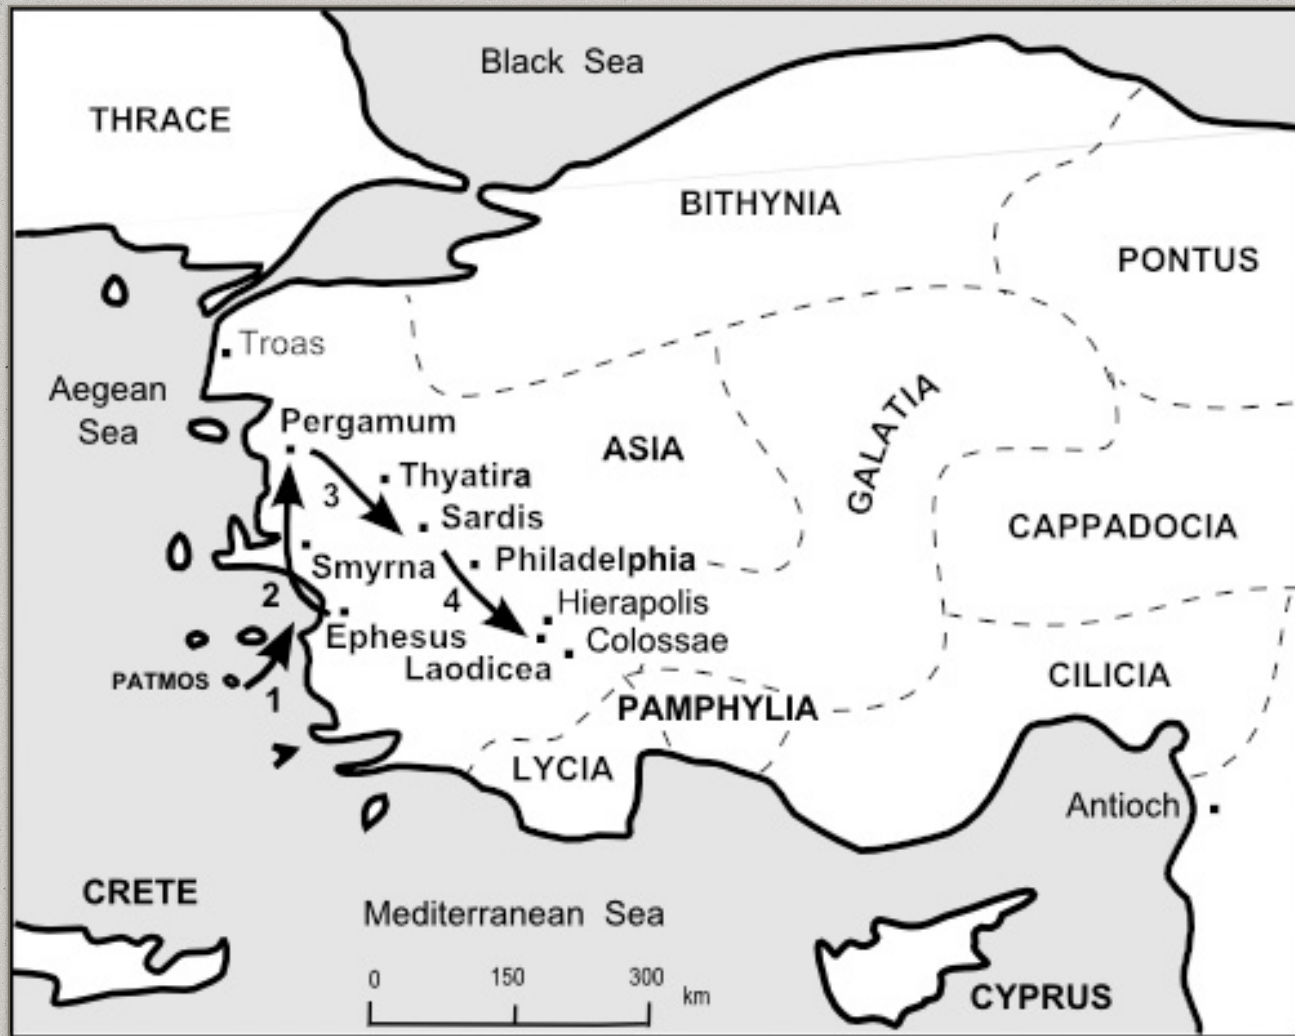 Black Sea
THRACE
BITHYNIA
PONTUS
Troas
Aegean
Sea
GALATIA
Pergamum
ASIA
Thyatira
3
Sardis
CAPPADOCIA
Philadelphia
Smyrna
2
4
Hierapolis
Ephesus
Colossae
Laodicea
PATMOS
1
CILICIA
PAMPHYLIA
LYCIA
Antioch
CRETE
Mediterranean Sea
0 150 300
km
CYPRUS